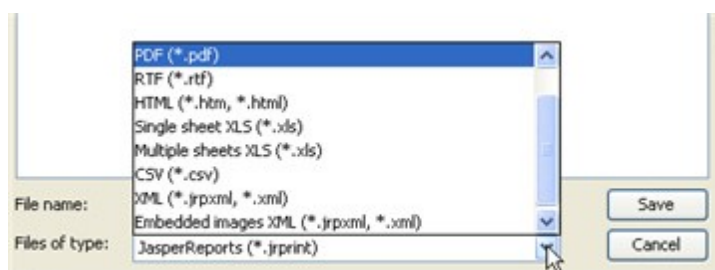 PDF (*.pdf)
RTF (*.rtf)
HTML (*.htm, *.html)
Single sheet XLS (*.xls)
Multiple sheets XLS (*.xls)
CSV (*.csv)
XML (*.jrpxml, *.xml)
Embedded images XML (*.jrpxml, *.xml)
File name:
Save
Files of type:
JasperReports (*.jrprint)
Cancel